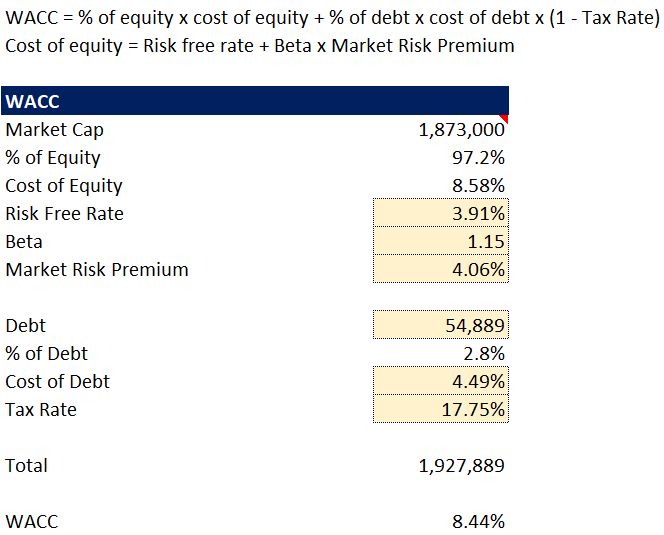 WACC = % of equity x cost of equity + % of debt x cost of debt x (1 - Tax Rate)
Cost of equity = Risk free rate + Beta x Market Risk Premium
WACC
Market Cap 1,873,000
% of Equity 97.2%
Cost of Equity 8.58%
Risk Free Rate 3.91%
Beta 1.15
Market Risk Premium 4.06%
Debt 54,889
% of Debt 2.8%
Cost of Debt 4.49%
Tax Rate 17.75%
Total 1,927,889
WACC 8.44%